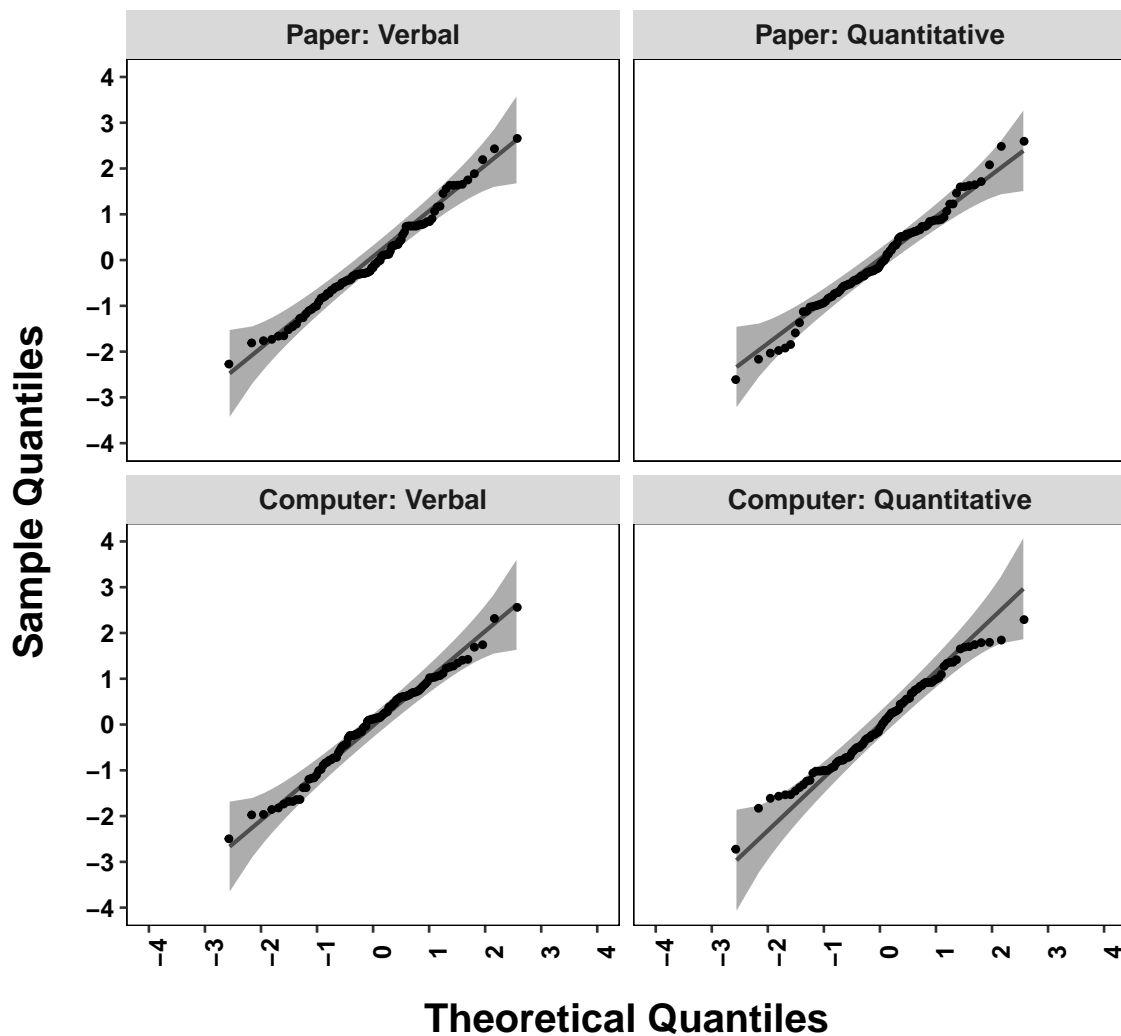 Paper: Verbal
Paper: Quantitative
4
3
2
1
0
−1
−2
−3
−4
Sample Quantiles
Computer: Verbal
Computer: Quantitative
4
3
2
1
0
−1
−2
−3
−4
−4 −3 −2 −1 0 1 2 3 4
−4 −3 −2 −1 0 1 2 3 4
Theoretical Quantiles